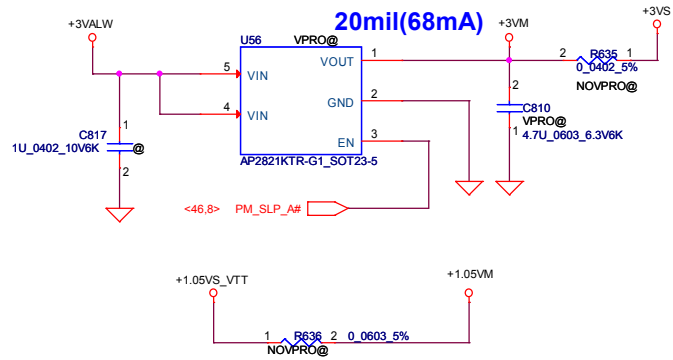 20mil(68mA)
+3VALW
U56
VPRO@
+3VM
+3VS
5
VIN
VOUT
1
2
R635
1
0_0402_5%
NOVPRO@
4
VIN
GND
2
2
C810
VPRO@
1
4.7U_0603_6.3V6K
C817
1
1U_0402_10V6K
@
2
EN
3
AP2821KTR-G1_SOT23-5
<46,8>
PM_SLP_A#
+1.05VS_VTT
+1.05VM
1
R636
2
0_0603_5%
NOVPRO@